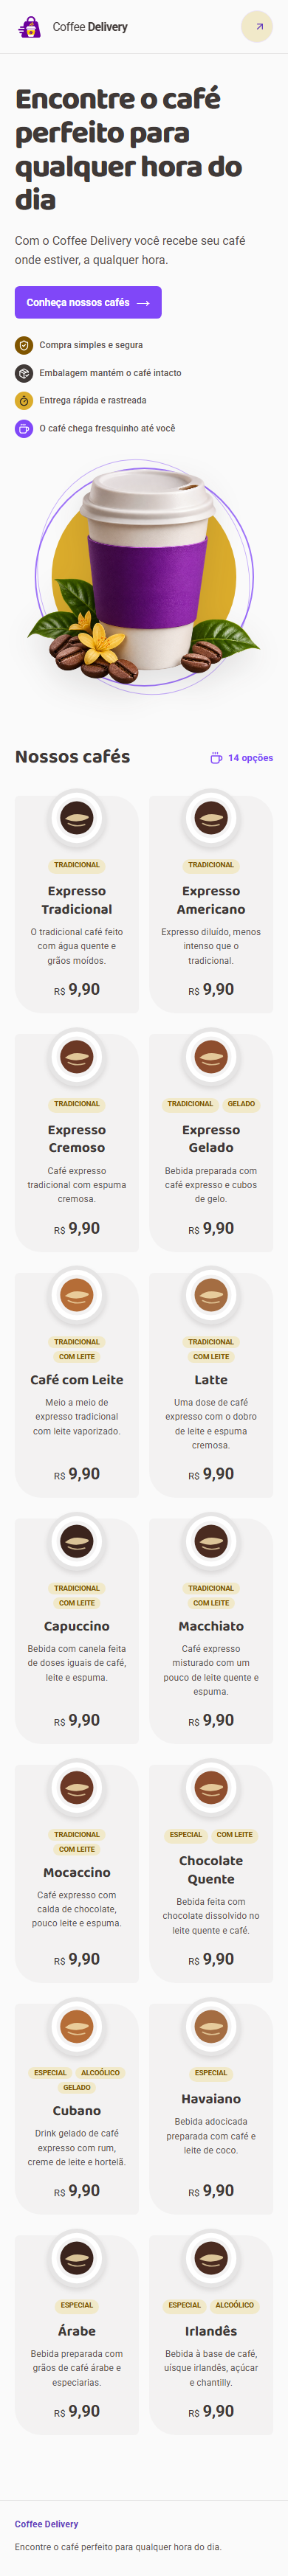 Coffee Delivery
Encontre o café
perfeito para
qualquer hora do
dia
Com o Coffee Delivery você recebe seu café
onde estiver, a qualquer hora.
Conheça nossos cafés →
Compra simples e segura
Embalagem mantém o café intacto
Entrega rápida e rastreada
O café chega fresquinho até você
Nossos cafés
14 opções
TRADICIONAL
Expresso
Tradicional
O tradicional café feito
com água quente e
grãos moídos.
R$ 9,90
TRADICIONAL
Expresso
Americano
Expresso diluído, menos
intenso que o
tradicional.
R$ 9,90
TRADICIONAL
Expresso
Cremoso
Café expresso
tradicional com espuma
cremosa.
R$ 9,90
TRADICIONAL GELADO
Expresso
Gelado
Bebida preparada com
café expresso e cubos
de gelo.
R$ 9,90
TRADICIONAL
COM LEITE
Café com Leite
Meio a meio de
expresso tradicional
com leite vaporizado.
R$ 9,90
TRADICIONAL
COM LEITE
Latte
Uma dose de café
expresso com o dobro
de leite e espuma
cremosa.
R$ 9,90
TRADICIONAL
COM LEITE
Capuccino
Bebida com canela feita
de doses iguais de café,
leite e espuma.
R$ 9,90
TRADICIONAL
COM LEITE
Macchiato
Café expresso
misturado com um
pouco de leite quente e
espuma.
R$ 9,90
TRADICIONAL
COM LEITE
Mocaccino
Café expresso com
calda de chocolate,
pouco leite e espuma.
R$ 9,90
ESPECIAL COM LEITE
Chocolate
Quente
Bebida feita com
chocolate dissolvido no
leite quente e café.
R$ 9,90
ESPECIAL ALCOÓLICO
GELADO
Cubano
Drink gelado de café
expresso com rum,
creme de leite e hortelã.
R$ 9,90
ESPECIAL
Havaiano
Bebida adocicada
preparada com café e
leite de coco.
R$ 9,90
ESPECIAL
Árabe
Bebida preparada com
grãos de café árabe e
especiarias.
R$ 9,90
ESPECIAL ALCOÓLICO
Irlandês
Bebida à base de café,
uísque irlandês, açúcar
e chantilly.
R$ 9,90
Coffee Delivery
Encontre o café perfeito para qualquer hora do dia.